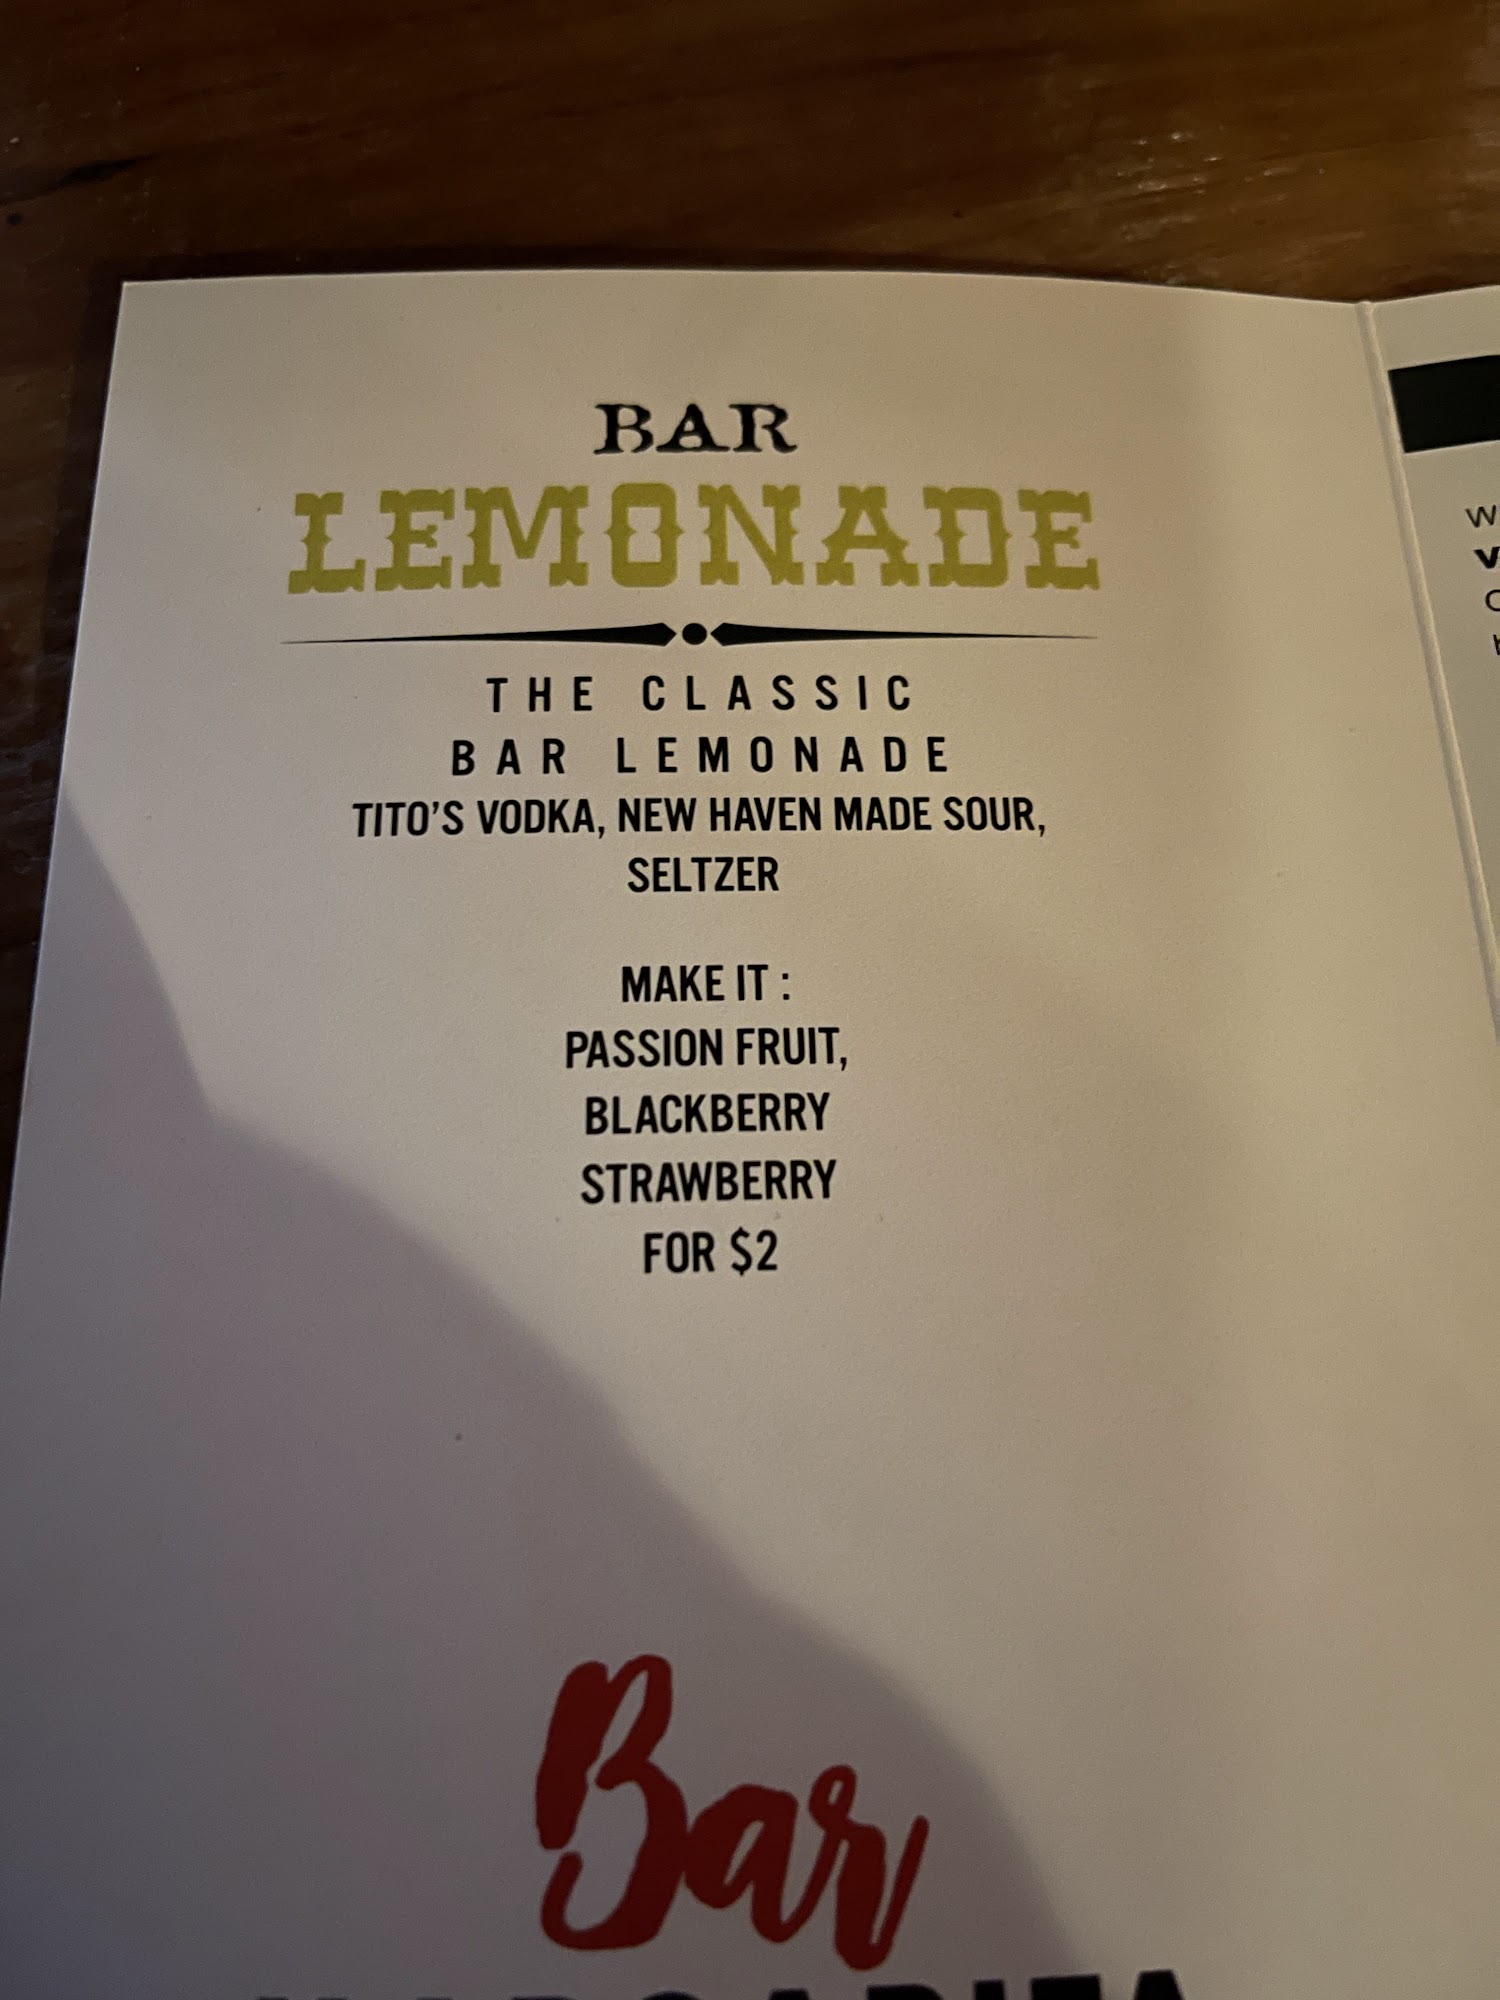 BAR
LEMONADE
THE CLASSIC
BAR LEMONADE
TITO'S VODKA, NEW HAVEN MADE SOUR,
SELTZER
MAKE IT :
PASSION FRUIT,
BLACKBERRY
STRAWBERRY
FOR $2
Bar